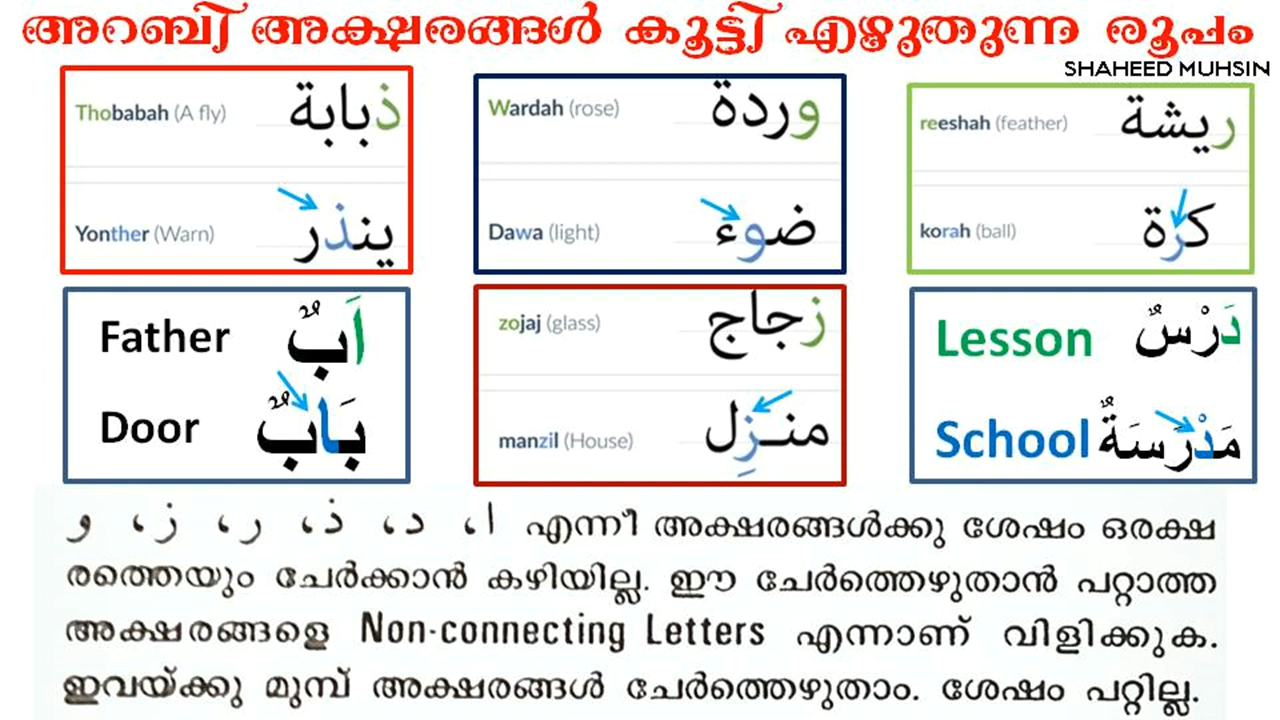 അറബി അക്ഷരങ്ങൾ കൂട്ടി എഴുതുന്ന രൂപം
SHAHEED MUHSIN
Thobabah (A fly) ذبابة
Yonther (Warn) ينذر
Wardah (rose) وردة
Dawa (light) ضوء
reeshah (feather) ريشة
korah (ball) كرة
Father اَبٌ
Door بَابٌ
zojaj (glass) زجاج
manzil (House) منـزِل
Lesson دَرْسٌ
School مَدْرَسَةٌ
ا، د، ذ، ر، ز، و എന്നീ അക്ഷരങ്ങൾക്കു ശേഷം ഒരക്ഷ
രത്തെയും ചേർക്കാൻ കഴിയില്ല. ഈ ചേർത്തെഴുതാൻ പറ്റാത്ത
അക്ഷരങ്ങളെ Non-connecting Letters എന്നാണ് വിളിക്കുക.
ഇവയ്ക്കു മുമ്പ് അക്ഷരങ്ങൾ ചേർത്തെഴുതാം. ശേഷം പറ്റില്ല.